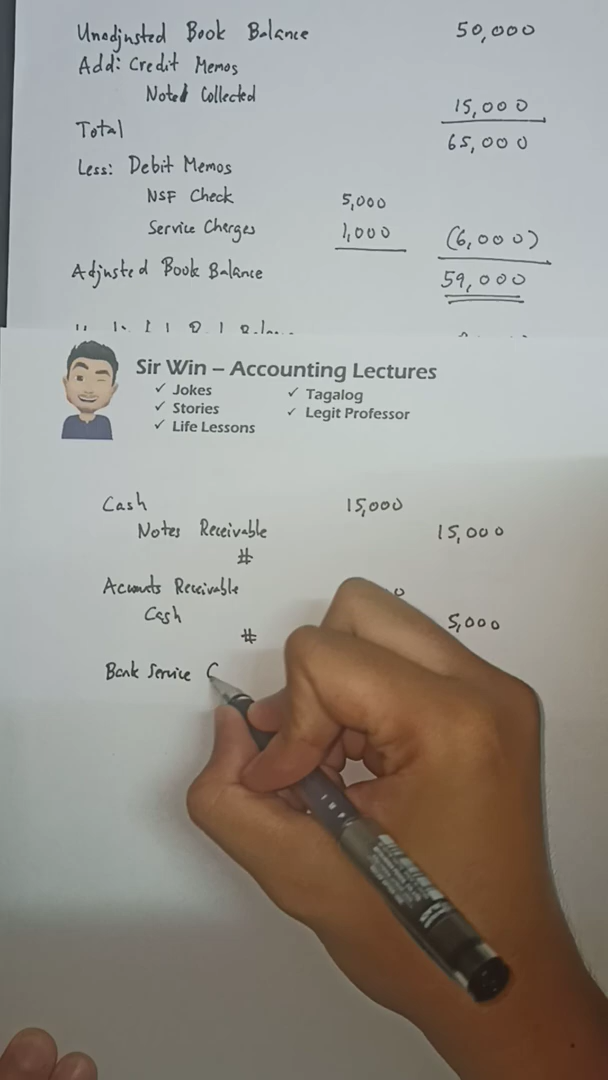 Unadjusted Book Balance 50,000
Add: Credit Memos
Note Collected 15,000
Total 65,000
Less: Debit Memos
NSF Check 5,000
Service Charges 1,000 (6,000)
Adjusted Book Balance 59,000
Sir Win – Accounting Lectures
✓ Jokes ✓ Tagalog
✓ Stories ✓ Legit Professor
✓ Life Lessons
Cash 15,000
Notes Receivable 15,000
#
Accounts Receivable
Cash 5,000
#
Bank Service C